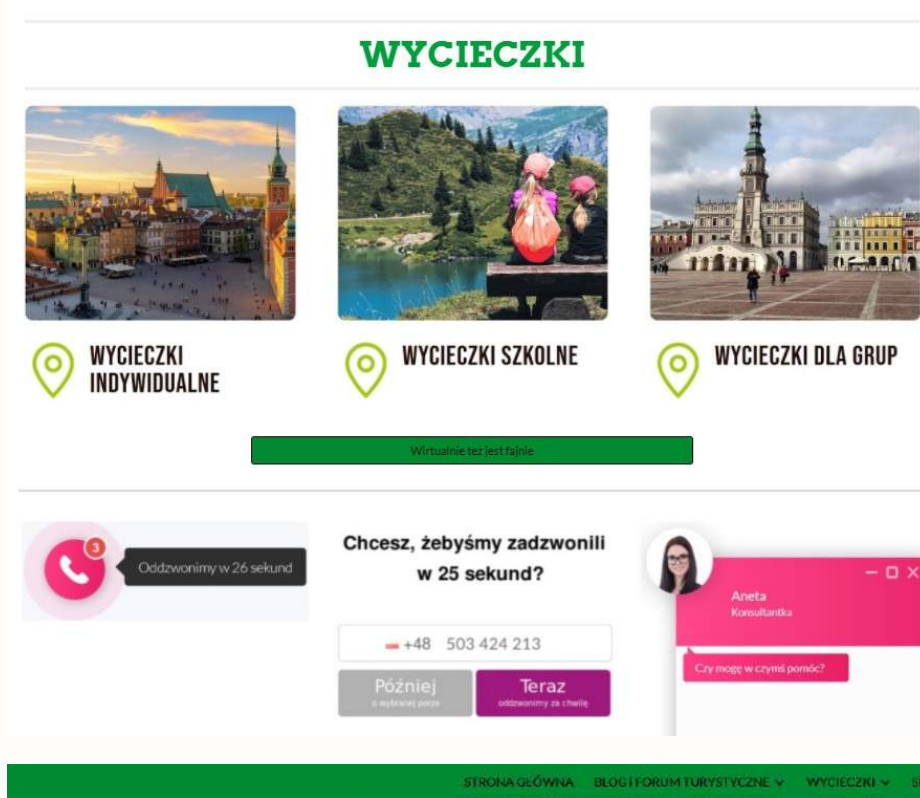 WYCIECZKI
WYCIECZKI
INDYWIDUALNE
WYCIECZKI SZKOLNE
WYCIECZKI DLA GRUP
Wirtualnie też jest fajnie
3
Oddzwonimy w 26 sekund
Chcesz, żebyśmy zadzwonili
w 25 sekund?
+48 503 424 213
Później
o wybranej porze
Teraz
oddzwonimy za chwilę
Aneta
Konsultantka
Czy mogę w czymś pomóc?
STRONA GŁÓWNA BLOG I FORUM TURYSTYCZNE WYCIECZKI